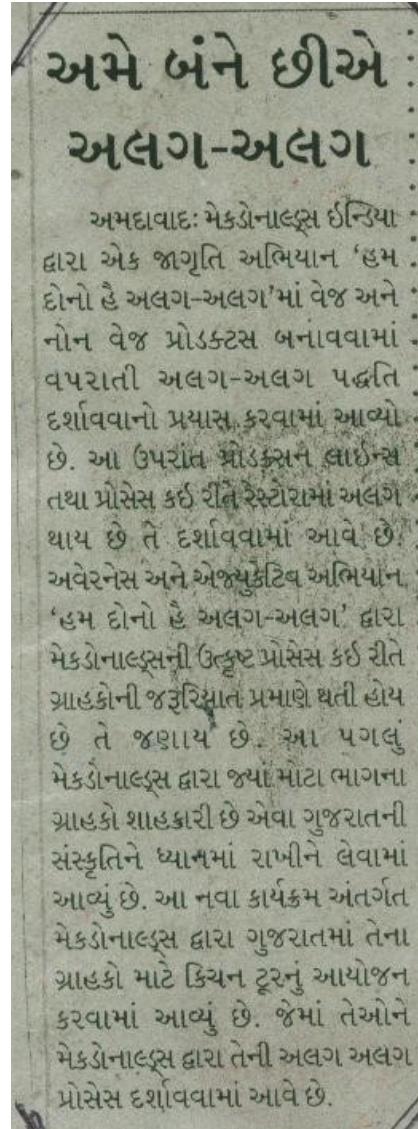 અમે બંને છીએ
અલગ-અલગ
અમદાવાદઃ મેકડોનાલ્ડ્સ ઇન્ડિયા
દ્વારા એક જાગૃતિ અભિયાન ‘હમ
દોનો હૈ અલગ-અલગ’માં વેજ અને
નોન વેજ પ્રોડક્ટસ બનાવવામાં
વપરાતી અલગ-અલગ પદ્ધતિ
દર્શાવવાનો પ્રયાસ કરવામાં આવ્યો
છે. આ ઉપરાંત પ્રોડક્સન લાઇન્સ
તથા પ્રોસેસ કઇ રીતે રેસ્ટોરામાં અલગ
થાય છે તે દર્શાવવામાં આવે છે.
અવેરનેસ અને એજ્યુકેટિવ અભિયાન
‘હમ દોનો હૈ અલગ-અલગ’ દ્વારા
મેકડોનાલ્ડ્સની ઉત્કૃષ્ટ પ્રોસેસ કઇ રીતે
ગ્રાહકોની જરૂરિયાત પ્રમાણે થતી હોય
છે તે જણાય છે. આ પગલું
મેકડોનાલ્ડ્સ દ્વારા જ્યાં મોટા ભાગના
ગ્રાહકો શાહકારી છે એવા ગુજરાતની
સંસ્કૃતિને ધ્યાનમાં રાખીને લેવામાં
આવ્યું છે. આ નવા કાર્યક્રમ અંતર્ગત
મેકડોનાલ્ડ્સ દ્વારા ગુજરાતમાં તેના
ગ્રાહકો માટે કિચન ટૂરનું આયોજન
કરવામાં આવ્યું છે. જેમાં તેઓને
મેકડોનાલ્ડ્સ દ્વારા તેની અલગ અલગ
પ્રોસેસ દર્શાવવામાં આવે છે.